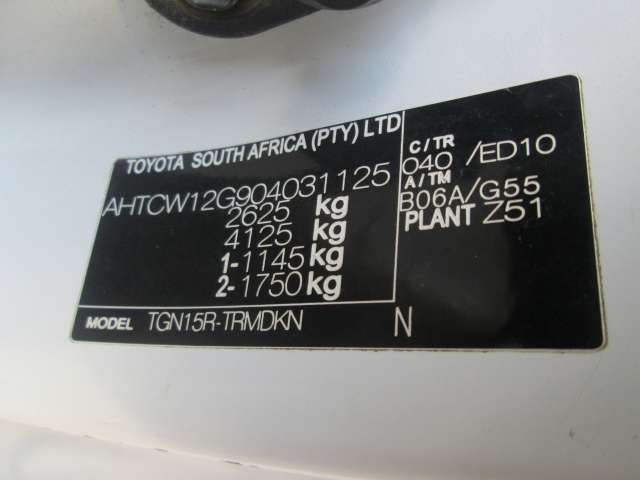 TOYOTA SOUTH AFRICA (PTY) LTD
AHTCW12G904031125
2625 kg
4125 kg
1-1145 kg
2-1750 kg
C/TR
040 /ED10
A/TM
B06A/G55
PLANT Z51
MODEL TGN15R-TRMDKN N